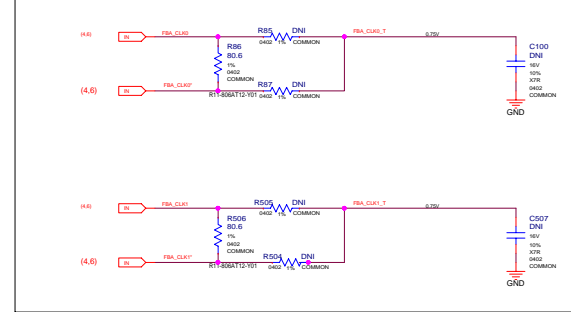 (4,6) IN FBA_CLK0 R85 DNI FBA_CLK0_T 0.75V
0402 1% COMMON
R86
80.6
1%
0402
COMMON
C100
DNI
16V
10%
X7R
0402
COMMON
GND
(4,6) IN FBA_CLK0* R87 DNI
R11-806AT12-Y01 0402 1% COMMON
(4,6) IN FBA_CLK1 R505 DNI FBA_CLK1_T 0.75V
0402 1% COMMON
R506
80.6
1%
0402
COMMON
C507
DNI
16V
10%
X7R
0402
COMMON
GND
(4,6) IN FBA_CLK1* R504 DNI
R11-806AT12-Y01 0402 1% COMMON